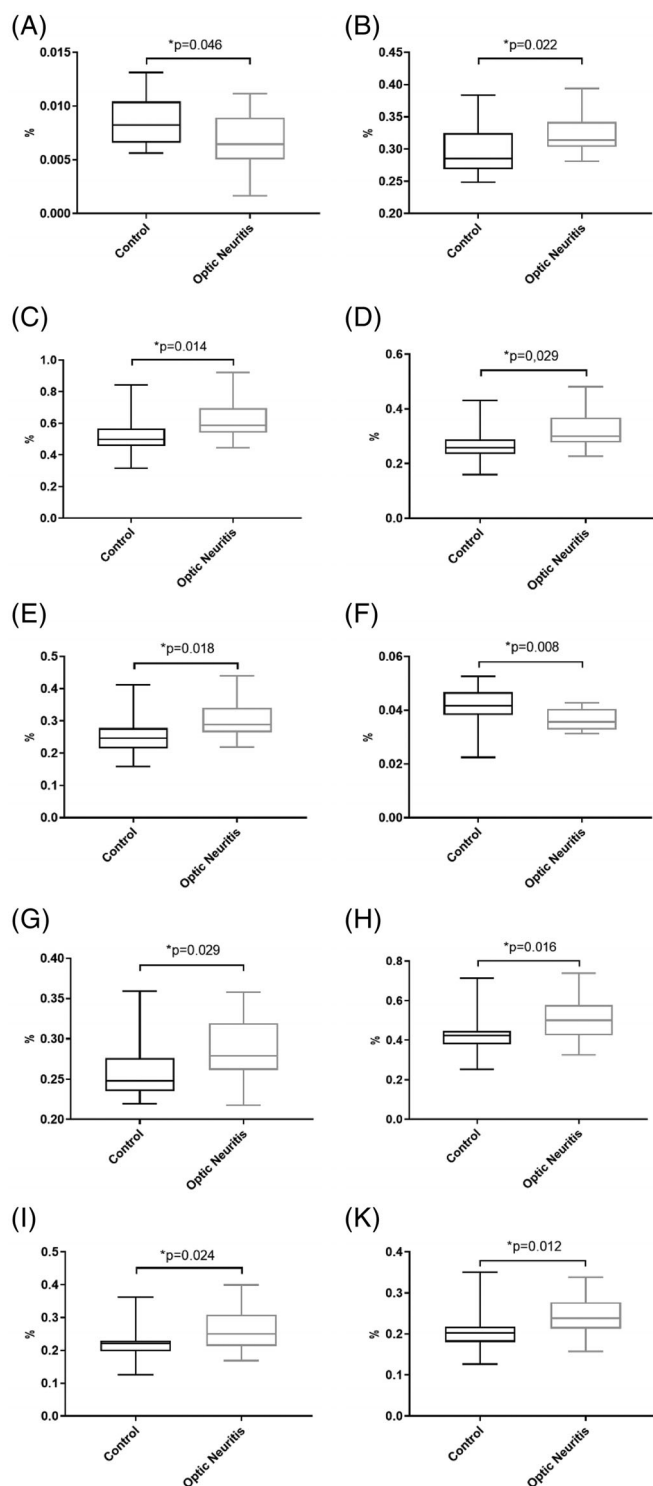 (A)
*p=0.046
0.015
0.010
0.005
0.000
%
Control
Optic Neuritis
(B)
*p=0.022
0.45
0.40
0.35
0.30
0.25
0.20
%
Control
Optic Neuritis
(C)
*p=0.014
1.0
0.8
0.6
0.4
0.2
0.0
%
Control
Optic Neuritis
(D)
*p=0,029
0.6
0.4
0.2
0.0
%
Control
Optic Neuritis
(E)
*p=0.018
0.5
0.4
0.3
0.2
0.1
0.0
%
Control
Optic Neuritis
(F)
*p=0.008
0.06
0.04
0.02
0.00
%
Control
Optic Neuritis
(G)
*p=0.029
0.40
0.35
0.30
0.25
0.20
%
Control
Optic Neuritis
(H)
*p=0.016
0.8
0.6
0.4
0.2
0.0
%
Control
Optic Neuritis
(I)
*p=0.024
0.5
0.4
0.3
0.2
0.1
0.0
%
Control
Optic Neuritis
(K)
*p=0.012
0.4
0.3
0.2
0.1
0.0
%
Control
Optic Neuritis